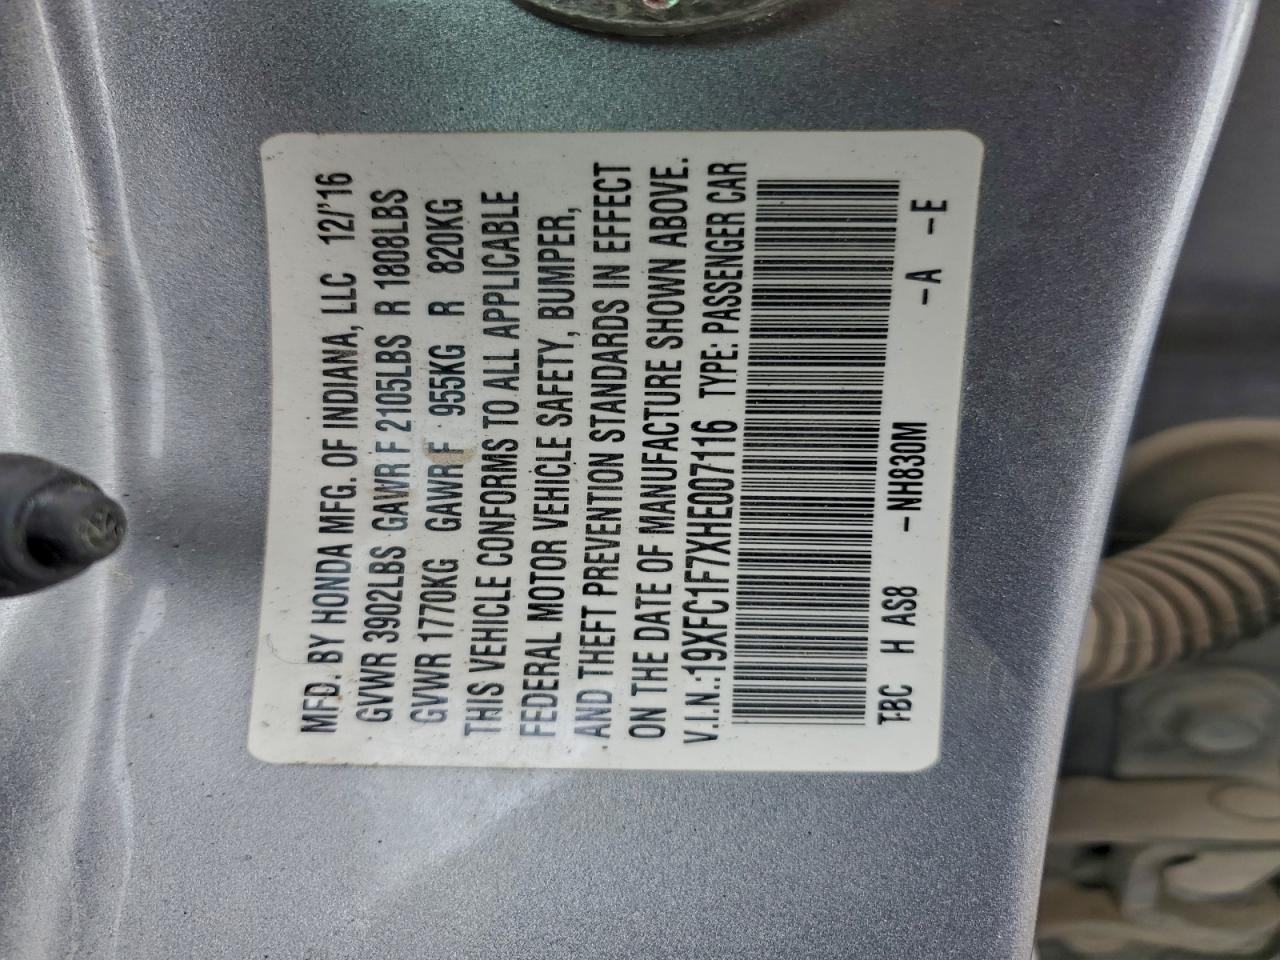 MFD. BY HONDA MFG. OF INDIANA, LLC 12/'16
GVWR 3902LBS GAWR F 2105LBS R 1808LBS
GVWR 1770KG GAWR F 955KG R 820KG
THIS VEHICLE CONFORMS TO ALL APPLICABLE
FEDERAL MOTOR VEHICLE SAFETY, BUMPER,
AND THEFT PREVENTION STANDARDS IN EFFECT
ON THE DATE OF MANUFACTURE SHOWN ABOVE.
V.I.N.:19XFC1F7XHE007116 TYPE: PASSENGER CAR
TBC H AS8 -NH830M -A -E